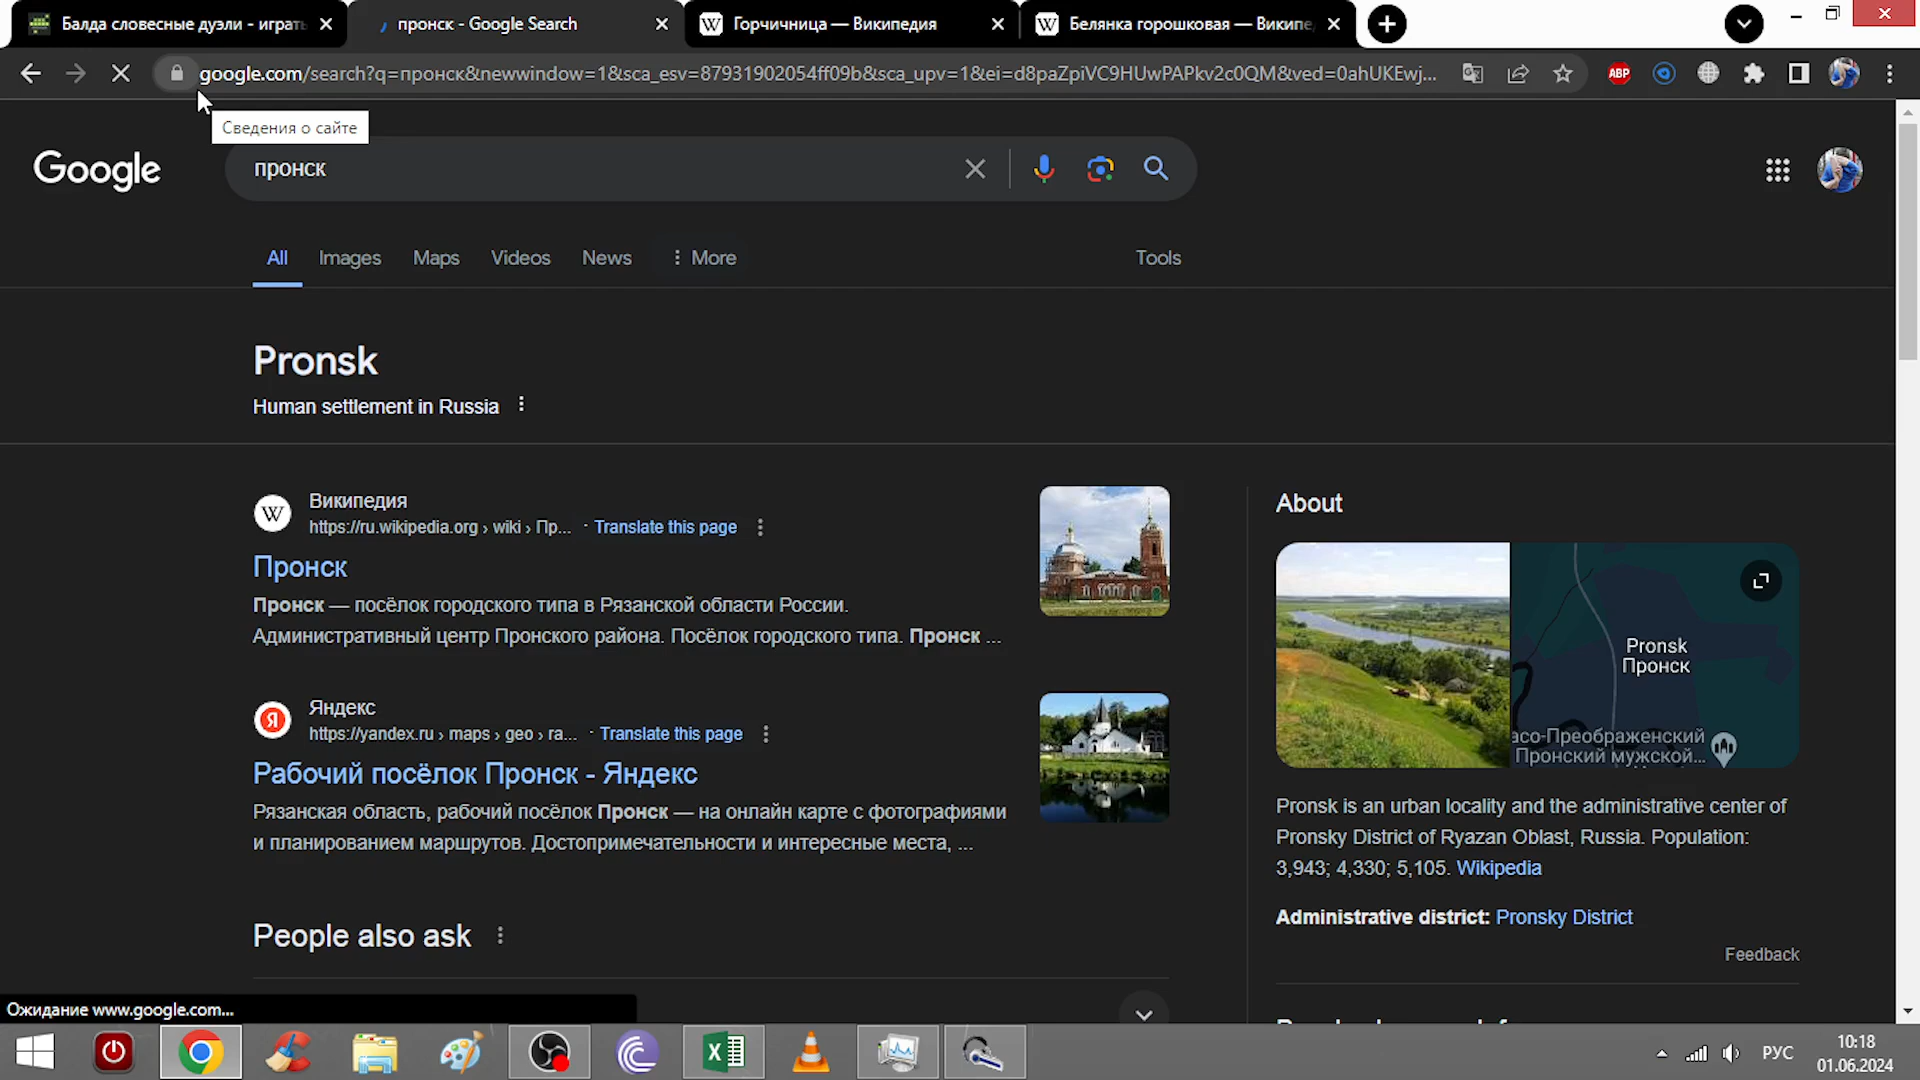 Балда словесные дуэли - играть
пронск - Google Search
Горчичница — Википедия
Белянка горошковая — Википе
google.com/search?q=пронск&newwindow=1&sca_esv=87931902054ff09b&sca_upv=1&ei=d8paZpiVC9HUwPAPkv2c0QM&ved=0ahUKEwj...
ABP
Сведения о сайте
Google
пронск
All
Images
Maps
Videos
News
More
Tools
Pronsk
Human settlement in Russia
Википедия
https://ru.wikipedia.org › wiki › Пр... · Translate this page
Пронск
Пронск — посёлок городского типа в Рязанской области России.
Административный центр Пронского района. Посёлок городского типа. Пронск ...
Яндекс
https://yandex.ru › maps › geo › ra... · Translate this page
Рабочий посёлок Пронск - Яндекс
Рязанская область, рабочий посёлок Пронск — на онлайн карте с фотографиями
и планированием маршрутов. Достопримечательности и интересные места, ...
People also ask
About
Pronsk
Пронск
асо-Преображенский
Пронский мужской...
Pronsk is an urban locality and the administrative center of
Pronsky District of Ryazan Oblast, Russia. Population:
3,943; 4,330; 5,105. Wikipedia
Administrative district: Pronsky District
Feedback
Ожидание www.google.com...
РУС
10:18
01.06.2024